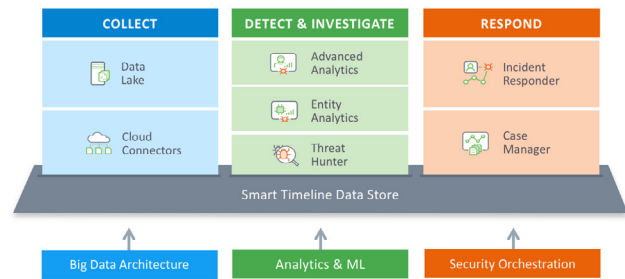 COLLECT
DETECT & INVESTIGATE
RESPOND
Data
Lake
Cloud
Connectors
Advanced
Analytics
Entity
Analytics
Threat
Hunter
Incident
Responder
Case
Manager
Smart Timeline Data Store
Big Data Architecture
Analytics & ML
Security Orchestration